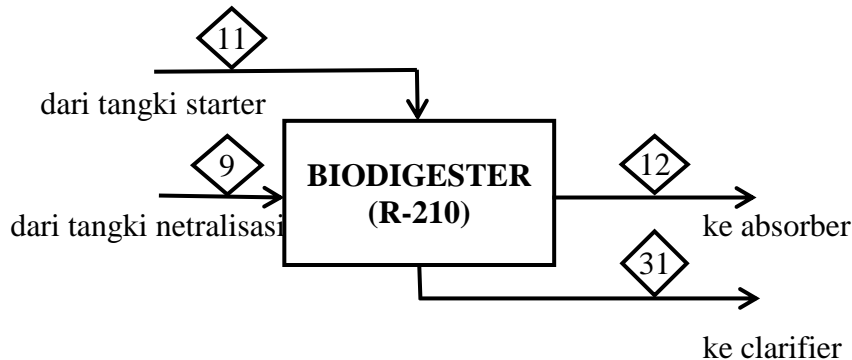 11
dari tangki starter
9
BIODIGESTER
12
(R-210)
dari tangki netralisasi
ke absorber
31
ke clarifier